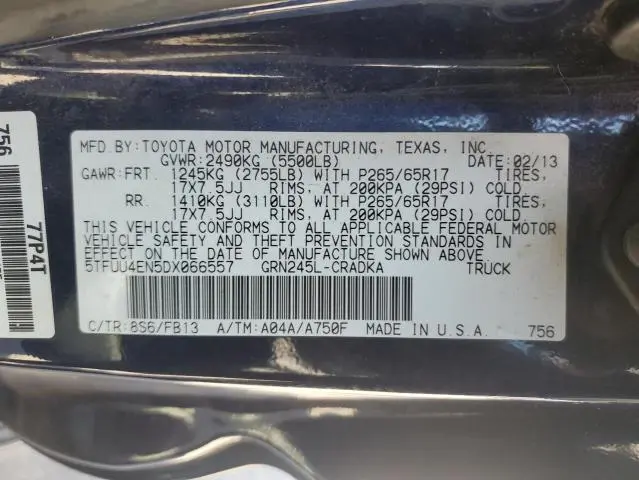 MFD.BY:TOYOTA MOTOR MANUFACTURING, TEXAS, INC.
GVWR:2490KG (5500LB) DATE:02/13
GAWR:FRT. 1245KG (2755LB) WITH P265/65R17 TIRES,
17X7.5JJ RIMS, AT 200KPA (29PSI) COLD.
RR. 1410KG (3110LB) WITH P265/65R17 TIRES,
17X7.5JJ RIMS, AT 200KPA (29PSI) COLD.
THIS VEHICLE CONFORMS TO ALL APPLICABLE FEDERAL MOTOR
VEHICLE SAFETY AND THEFT PREVENTION STANDARDS IN
EFFECT ON THE DATE OF MANUFACTURE SHOWN ABOVE
5TFUU4EN5DX066557 GRN245L-CRADKA TRUCK
C/TR:8S6/FB13 A/TM:A04A/A750F MADE IN U.S.A. 756
756
77P4T